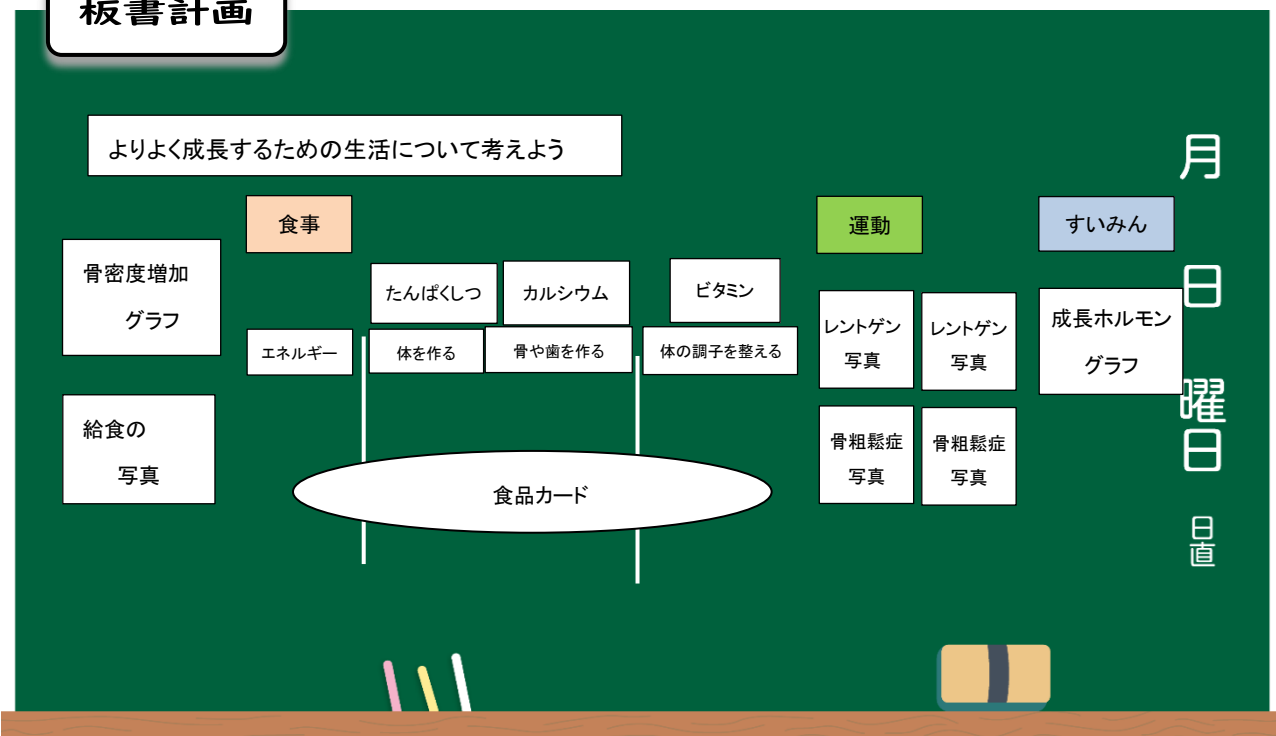 板書計画
よりよく成長するための生活について考えよう
骨密度増加
グラフ
給食の
写真
食事
たんぱくしつ
カルシウム
ビタミン
エネルギー
体を作る
骨や歯を作る
体の調子を整える
食品カード
運動
レントゲン
写真
レントゲン
写真
骨粗鬆症
写真
骨粗鬆症
写真
すいみん
成長ホルモン
グラフ
月
日
曜
日
日
直